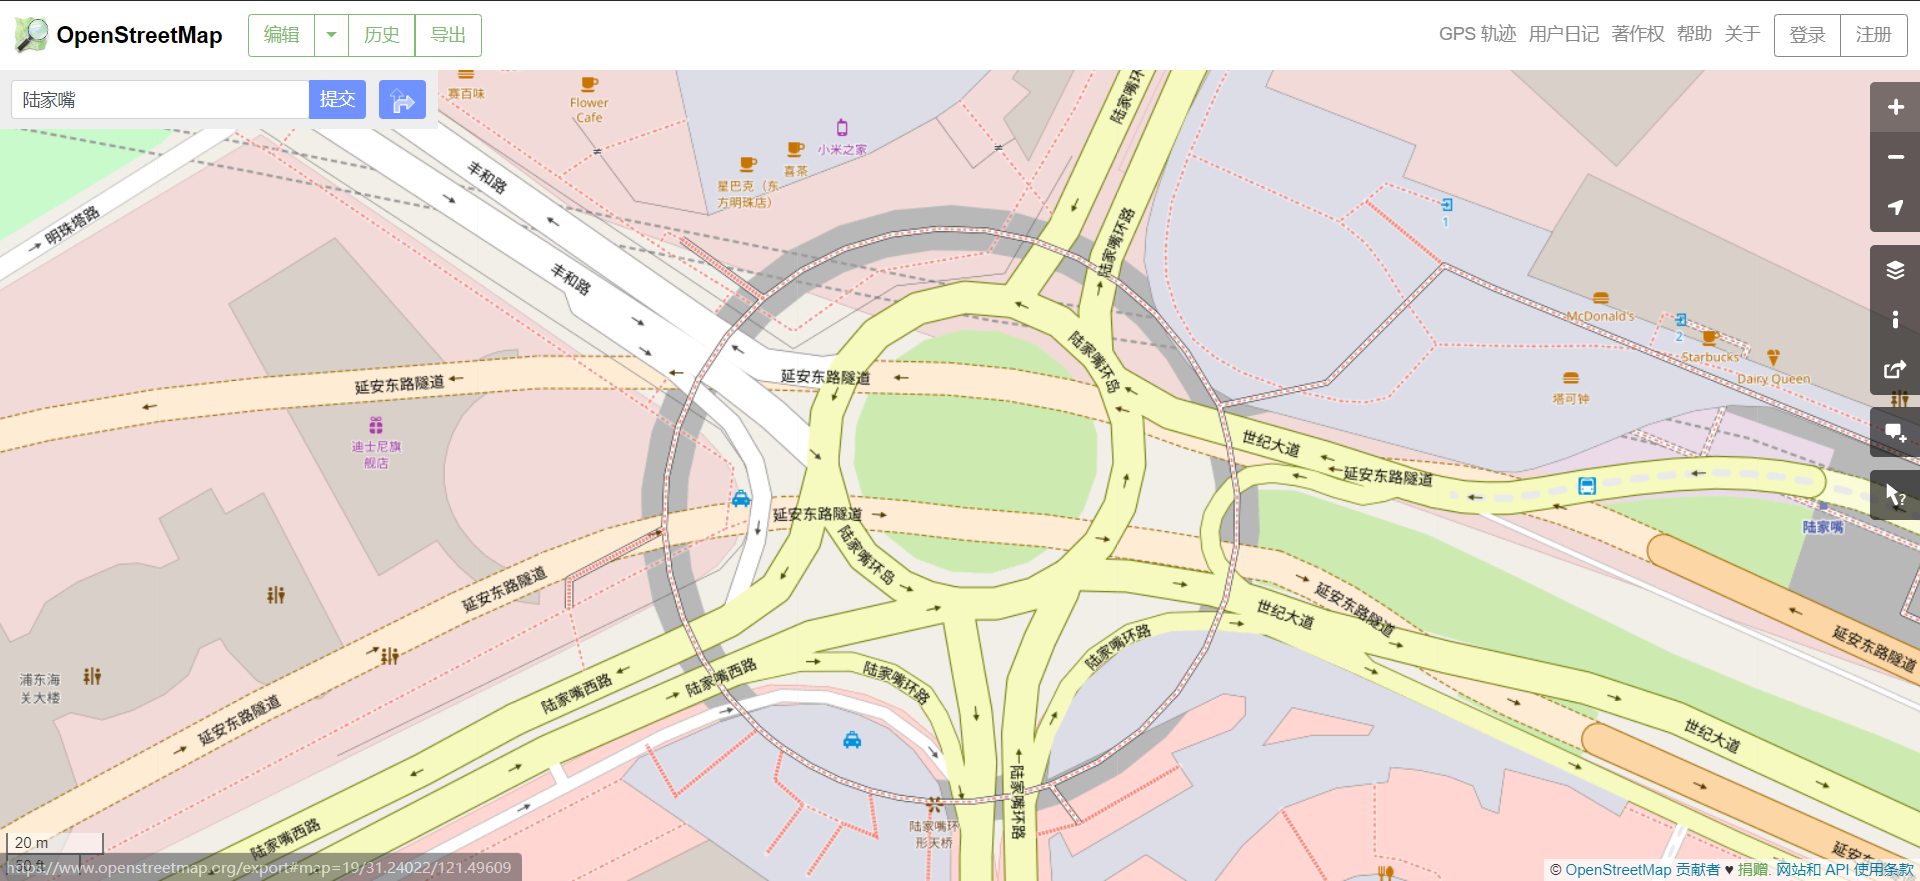 OpenStreetMap
编辑
历史
导出
GPS 轨迹
用户日记
著作权
帮助
关于
登录
注册
陆家嘴
提交
赛百味
Flower
Cafe
小米之家
喜茶
星巴克（东
方明珠店）
陆家嘴环路
丰和路
明珠塔路
丰和路
陆家嘴环路
1
McDonald's
2
Starbucks
Dairy Queen
塔可钟
陆家嘴环岛
延安东路隧道
延安东路隧道
迪士尼旗
舰店
世纪大道
延安东路隧道
延安东路隧道
陆家嘴
陆家嘴环岛
延安东路隧道
延安东路隧道
世纪大道
陆家嘴环路
延安东路隧道
浦东海
关大楼
陆家嘴西路
陆家嘴西路
陆家嘴环路
延安东路隧道
世纪大道
陆家嘴环路
陆家嘴环
形天桥
陆家嘴西路
延安东
20 m
50 ft
https://www.openstreetmap.org/export#map=19/31.24022/121.49609
© OpenStreetMap 贡献者 ♥ 捐赠. 网站和 API 使用条款